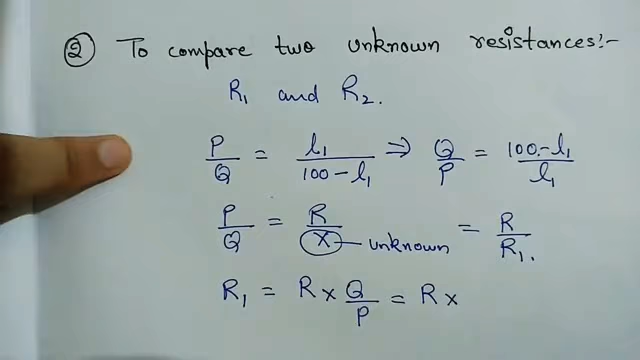 ② To compare two unknown resistances:-
R₁ and R₂.
P/Q = l₁/(100-l₁) ⇒ Q/P = (100-l₁)/l₁
P/Q = R/X — unknown = R/R₁.
R₁ = R × Q/P = R ×